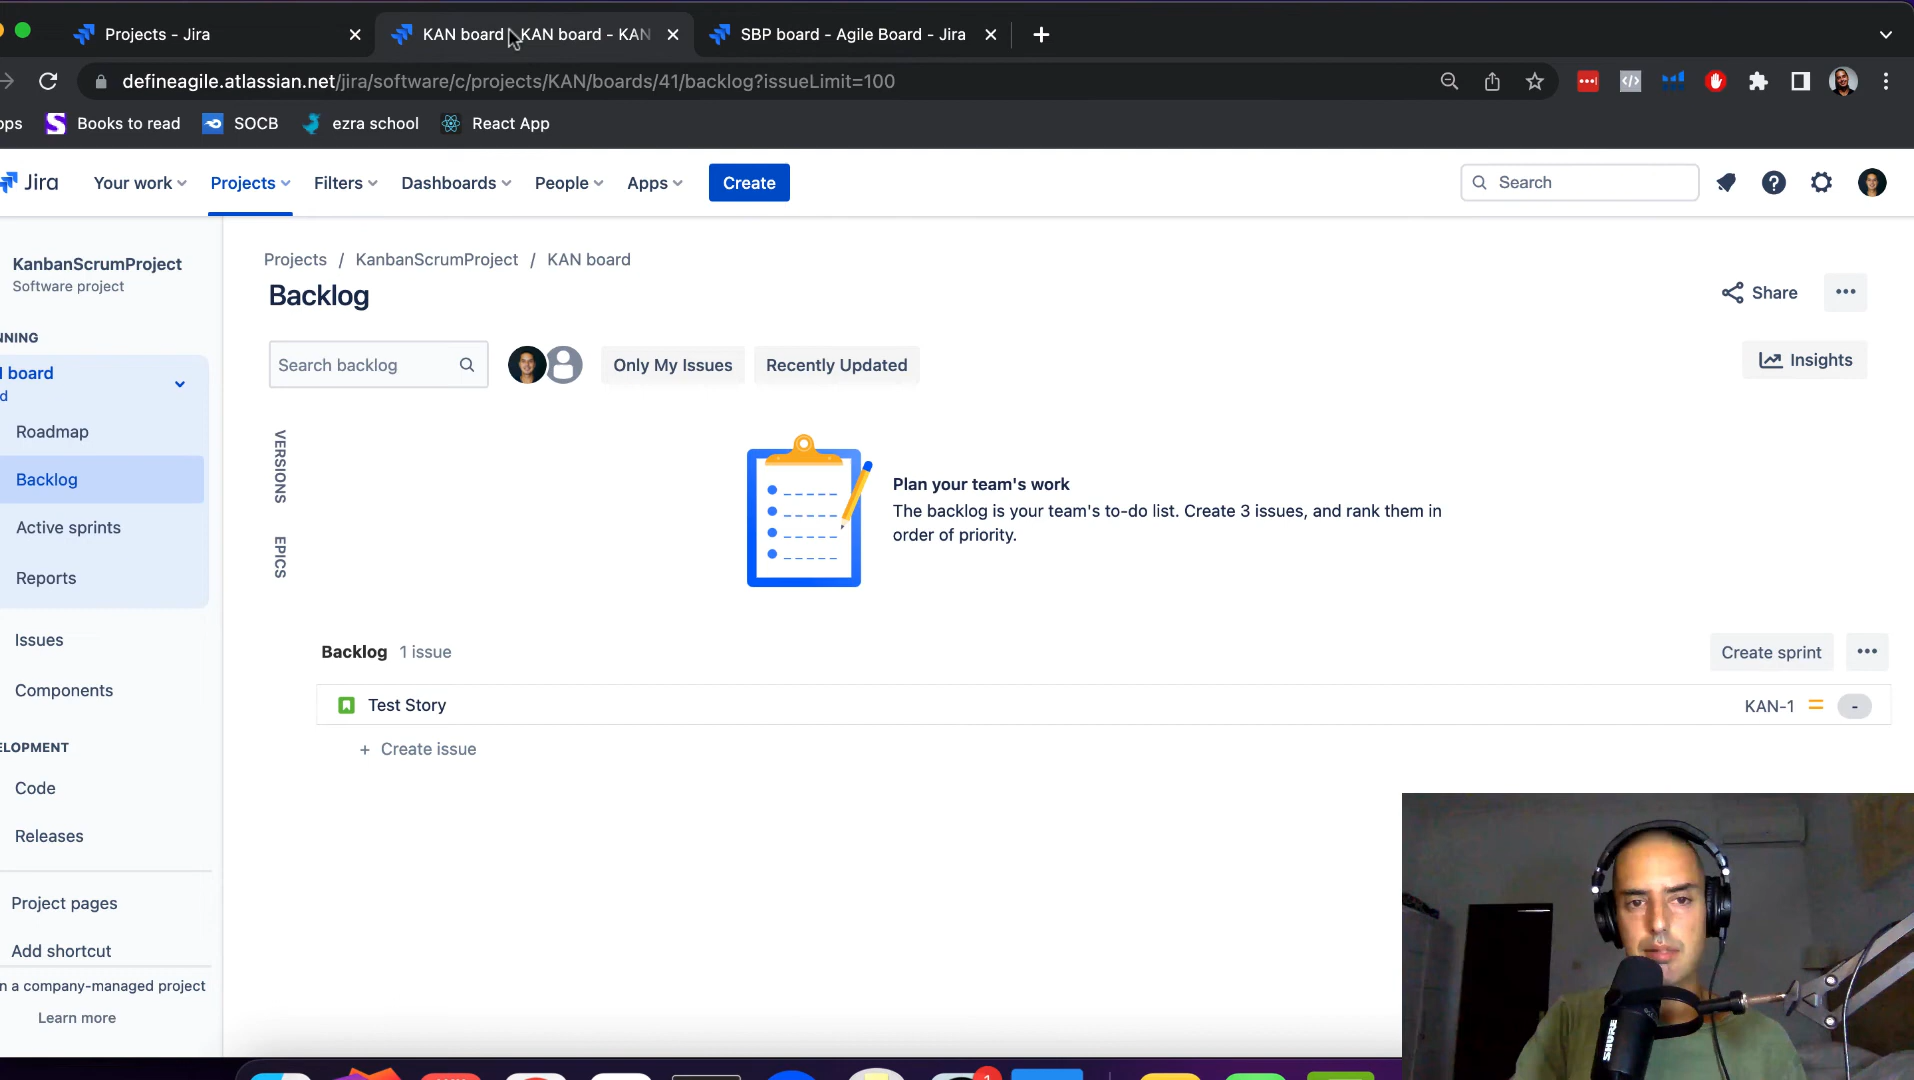 Projects - Jira
KAN board
KAN board - KAN
SBP board - Agile Board - Jira
defineagile.atlassian.net/jira/software/c/projects/KAN/boards/41/backlog?issueLimit=100
ops
Books to read
SOCB
ezra school
React App
Jira
Your work
Projects
Filters
Dashboards
People
Apps
Create
Search
KanbanScrumProject
Software project
NNING
board
d
Roadmap
Backlog
Active sprints
Reports
Issues
Components
ELOPMENT
Code
Releases
Project pages
Add shortcut
n a company-managed project
Learn more
Projects / KanbanScrumProject / KAN board
Backlog
Share
Search backlog
Only My Issues
Recently Updated
Insights
VERSIONS
EPICS
Plan your team's work
The backlog is your team's to-do list. Create 3 issues, and rank them in
order of priority.
Backlog 1 issue
Create sprint
Test Story
KAN-1
-
+ Create issue
SHURE
1